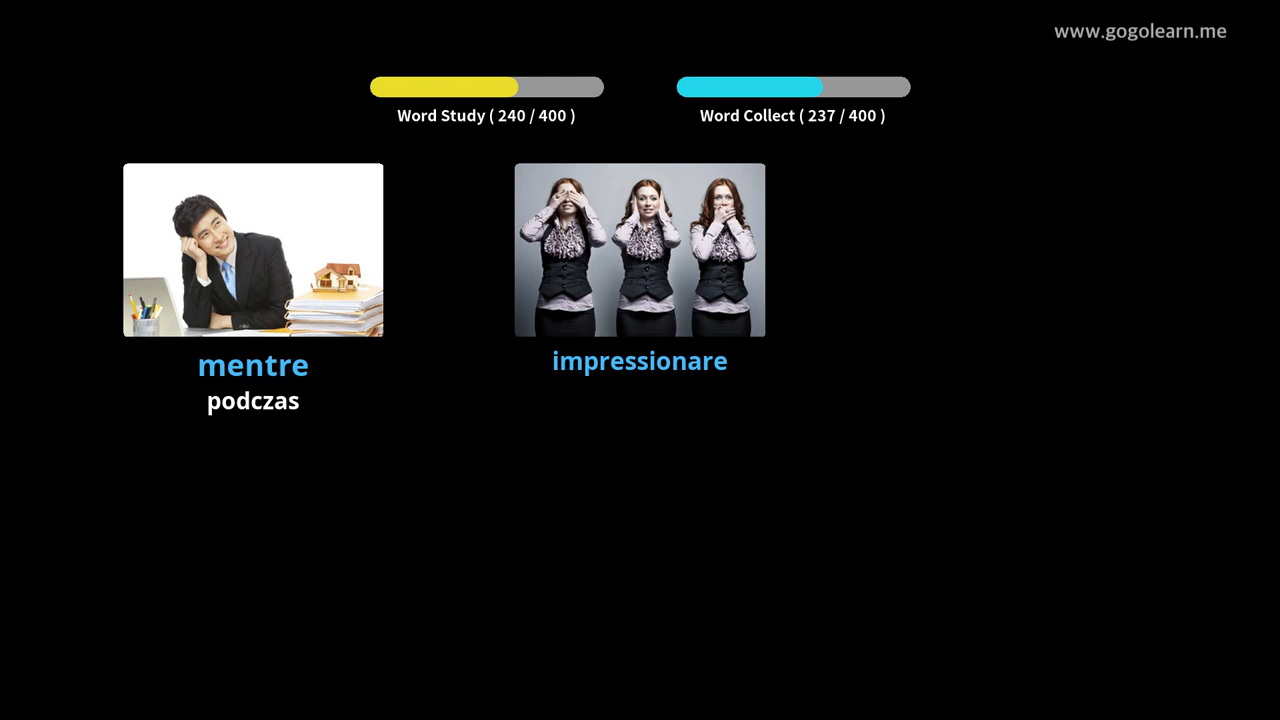 www.gogolearn.me
Word Study ( 240 / 400 )
Word Collect ( 237 / 400 )
mentre
podczas
impressionare